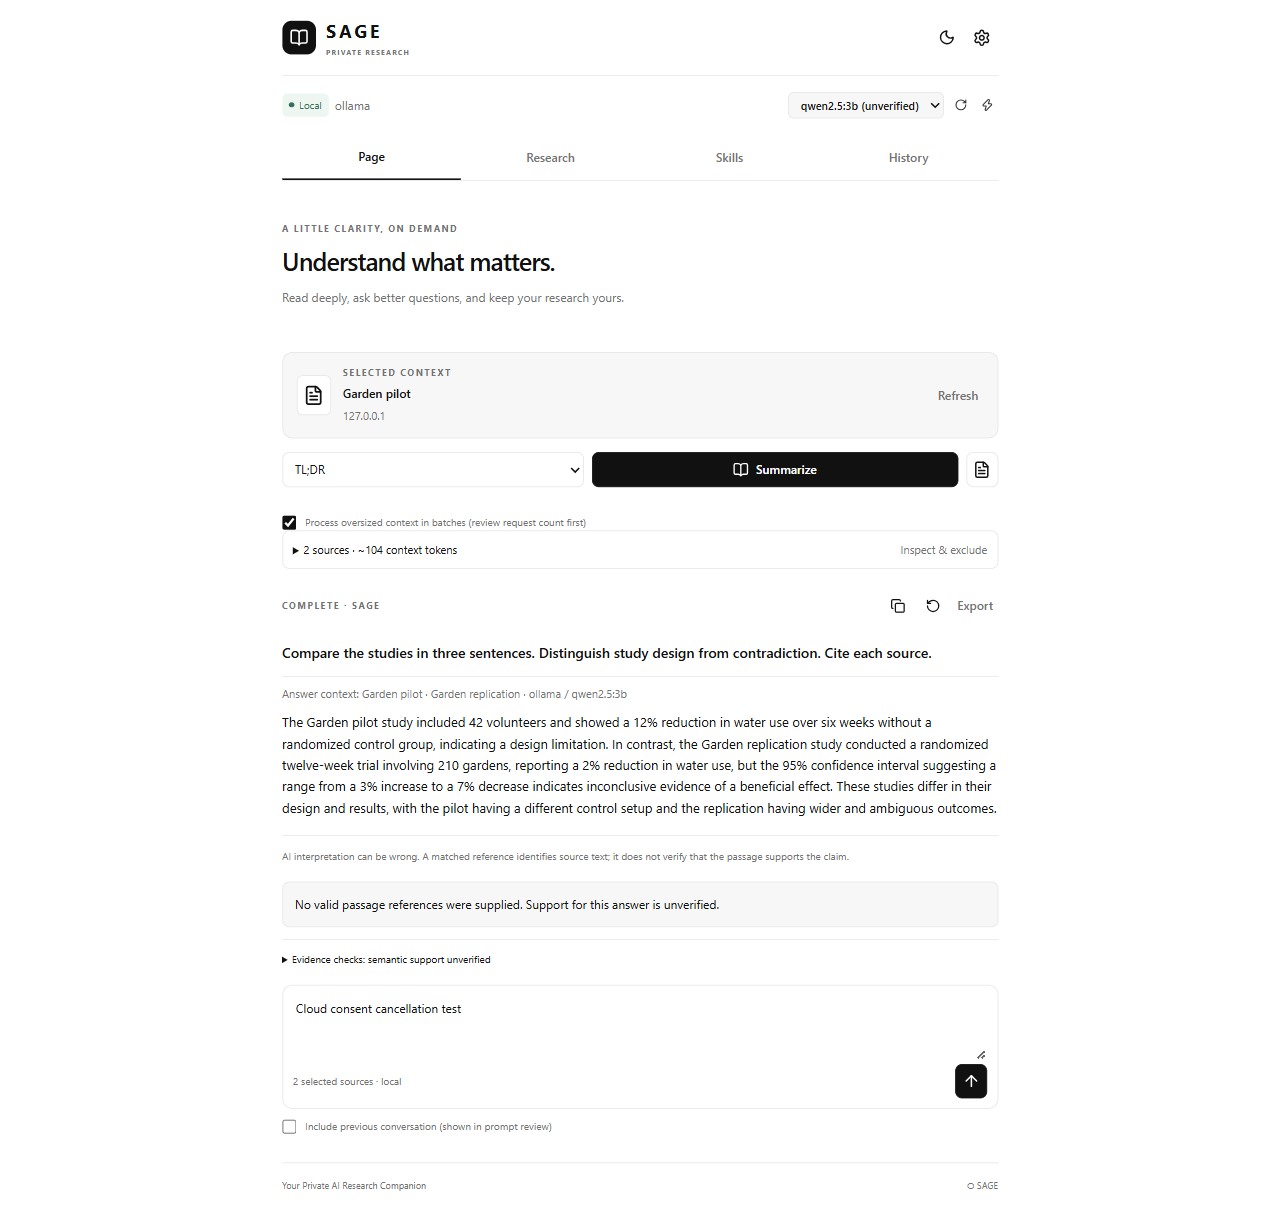 SAGE
PRIVATE RESEARCH
Local
ollama
qwen2.5:3b (unverified)
Page
Research
Skills
History
A LITTLE CLARITY, ON DEMAND
Understand what matters.
Read deeply, ask better questions, and keep your research yours.
SELECTED CONTEXT
Garden pilot
127.0.0.1
Refresh
TL;DR
Summarize
Process oversized context in batches (review request count first)
2 sources · ~104 context tokens
Inspect & exclude
COMPLETE · SAGE
Export
Compare the studies in three sentences. Distinguish study design from contradiction. Cite each source.
Answer context: Garden pilot · Garden replication · ollama / qwen2.5:3b
The Garden pilot study included 42 volunteers and showed a 12% reduction in water use over six weeks without a
randomized control group, indicating a design limitation. In contrast, the Garden replication study conducted a randomized
twelve-week trial involving 210 gardens, reporting a 2% reduction in water use, but the 95% confidence interval suggesting a
range from a 3% increase to a 7% decrease indicates inconclusive evidence of a beneficial effect. These studies differ in their
design and results, with the pilot having a different control setup and the replication having wider and ambiguous outcomes.
AI interpretation can be wrong. A matched reference identifies source text; it does not verify that the passage supports the claim.
No valid passage references were supplied. Support for this answer is unverified.
Evidence checks: semantic support unverified
Cloud consent cancellation test
2 selected sources · local
Include previous conversation (shown in prompt review)
Your Private AI Research Companion
SAGE